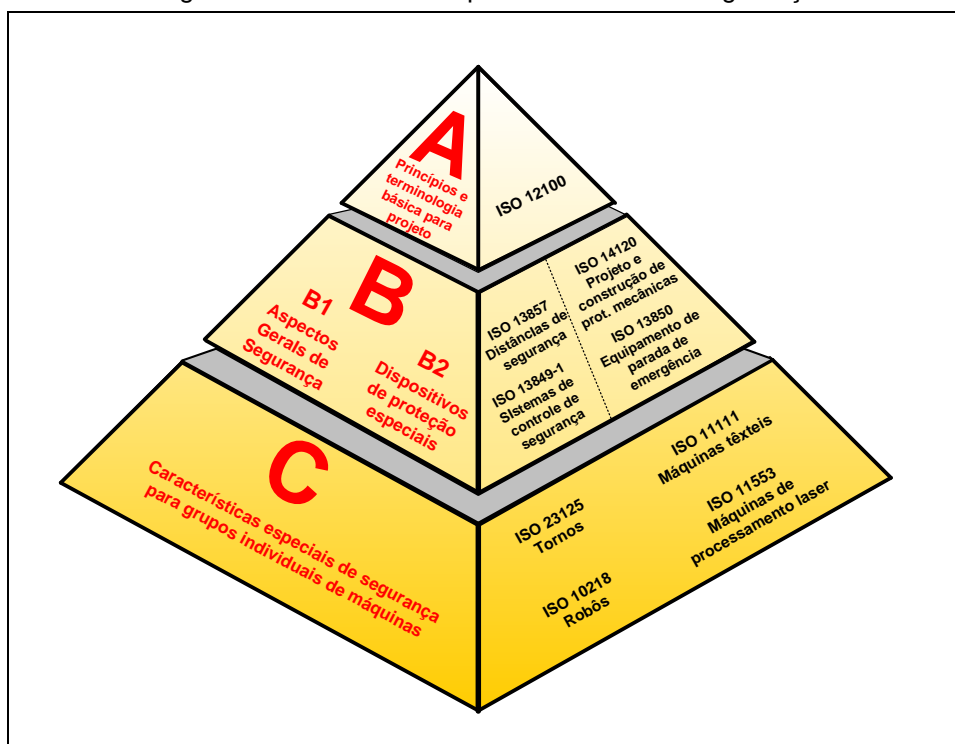 A
Princípios e
terminologia
básica para
projeto
ISO 12100
B
B1
Aspectos
Gerals de
Segurança
B2
Dispositivos
de proteção
especiais
ISO 13857
Distâncias de
segurança
ISO 13849-1
SIstemas de
controle de
segurança
ISO 14120
Projeto e
construção de
prot. mecânicas
ISO 13850
Equipamento de
parada de
emergência
C
Características especiais de segurança
para grupos individuais de máquinas
ISO 11111
Máquinas têxteis
ISO 23125
Tornos
ISO 11553
Máquinas de
processamento laser
ISO 10218
Robôs